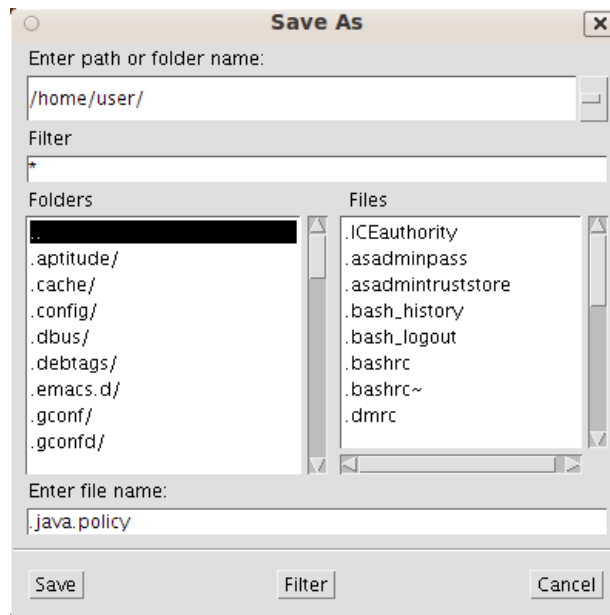 Save As
Enter path or folder name:
/home/user/
Filter
*
Folders
..
.aptitude/
.cache/
.config/
.dbus/
.debtags/
.emacs.d/
.gconf/
.gconfd/
Files
.ICEauthority
.asadminpass
.asadmintruststore
.bash_history
.bash_logout
.bashrc
.bashrc~
.dmrc
Enter file name:
.java.policy
Save
Filter
Cancel